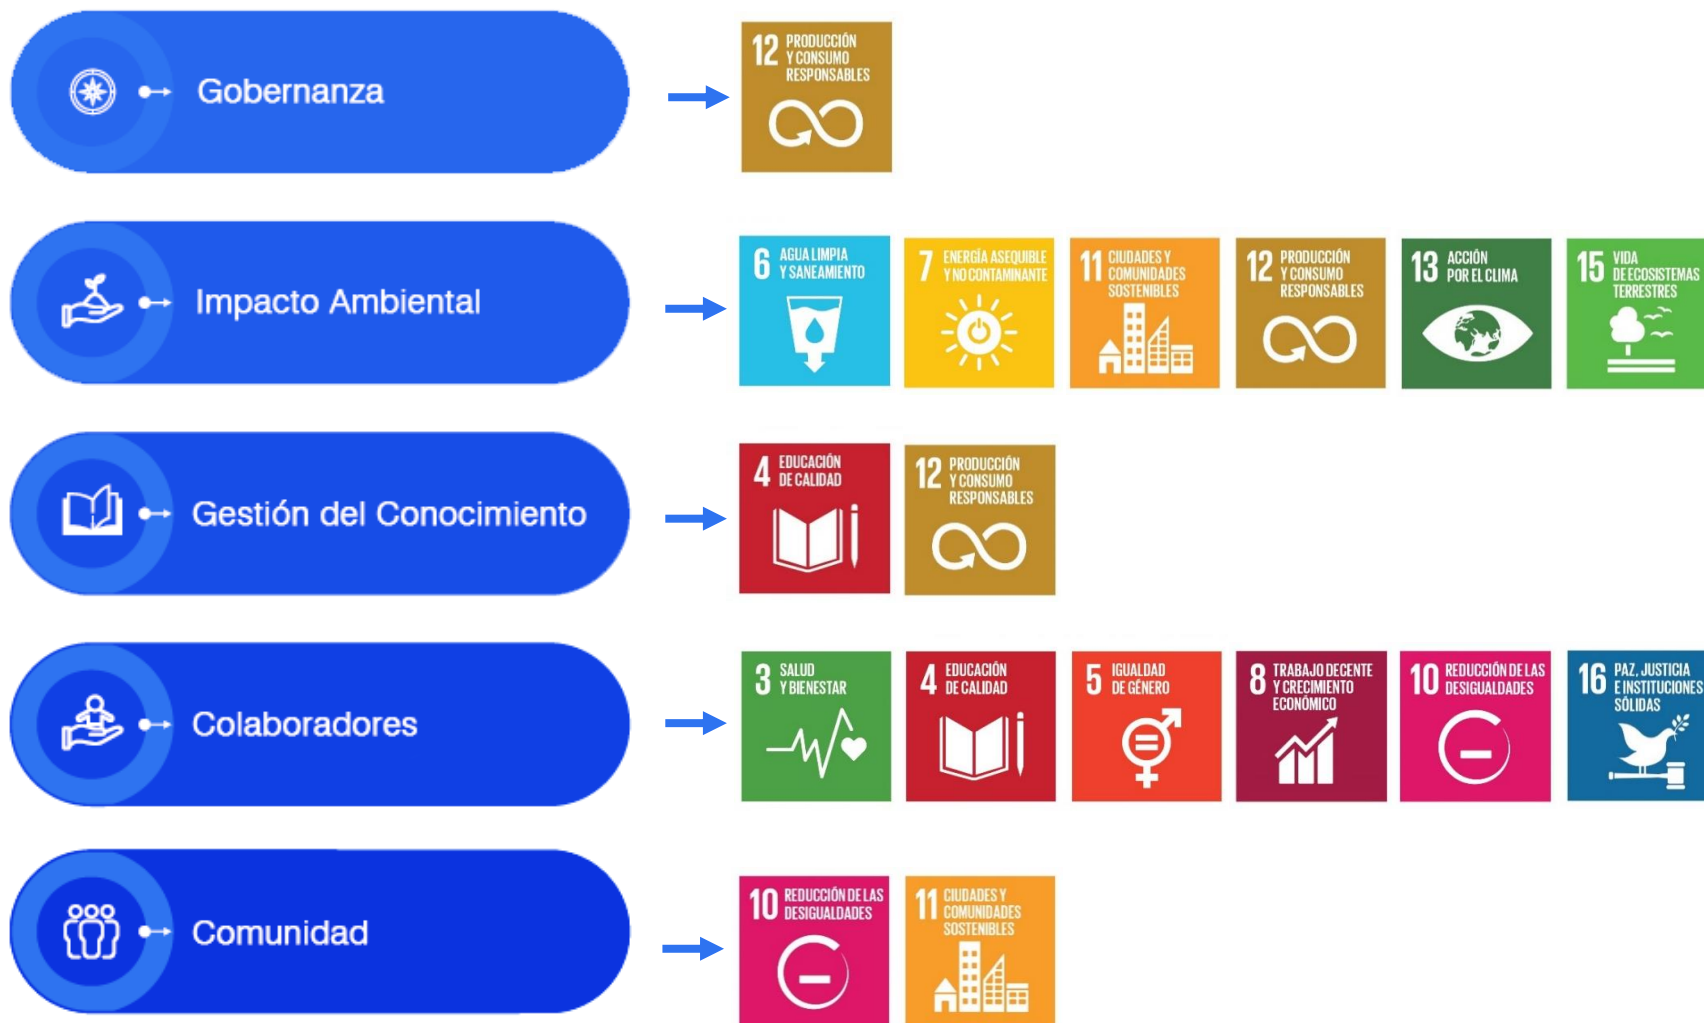 Gobernanza
12 PRODUCCIÓN
Y CONSUMO
RESPONSABLES
Impacto Ambiental
6 AGUA LIMPIA
Y SANEAMIENTO
7 ENERGÍA ASEQUIBLE
Y NO CONTAMINANTE
11 CIUDADES Y
COMUNIDADES
SOSTENIBLES
12 PRODUCCIÓN
Y CONSUMO
RESPONSABLES
13 ACCIÓN
POR EL CLIMA
15 VIDA
DE ECOSISTEMAS
TERRESTRES
Gestión del Conocimiento
4 EDUCACIÓN
DE CALIDAD
12 PRODUCCIÓN
Y CONSUMO
RESPONSABLES
Colaboradores
3 SALUD
Y BIENESTAR
4 EDUCACIÓN
DE CALIDAD
5 IGUALDAD
DE GÉNERO
8 TRABAJO DECENTE
Y CRECIMIENTO
ECONÓMICO
10 REDUCCIÓN DE LAS
DESIGUALDADES
16 PAZ, JUSTICIA
E INSTITUCIONES
SÓLIDAS
Comunidad
10 REDUCCIÓN DE LAS
DESIGUALDADES
11 CIUDADES Y
COMUNIDADES
SOSTENIBLES